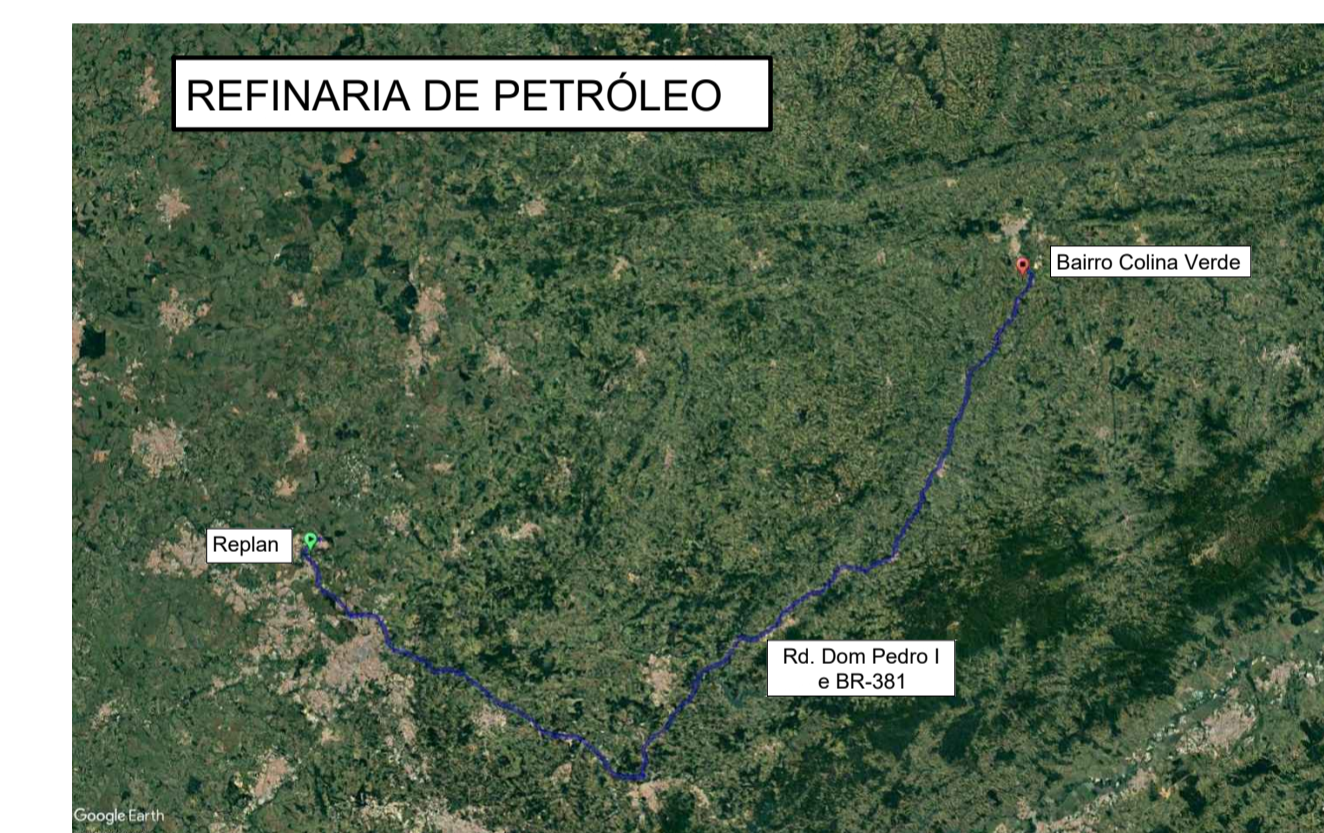 REFINARIA DE PETRÓLEO
Bairro Colina Verde
Replan
Rd. Dom Pedro I
e BR-381
Google Earth